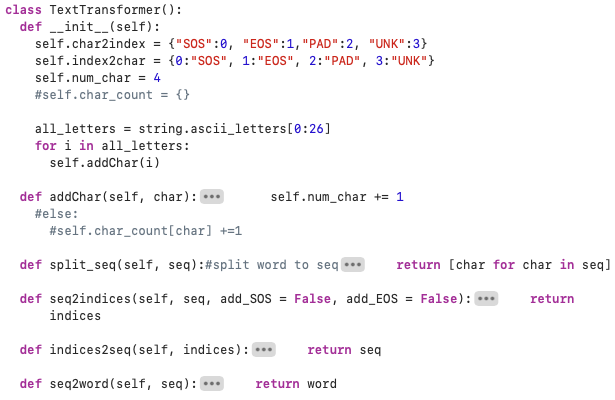 class TextTransformer():
  def __init__(self):
    self.char2index = {"SOS":0, "EOS":1,"PAD":2, "UNK":3}
    self.index2char = {0:"SOS", 1:"EOS", 2:"PAD", 3:"UNK"}
    self.num_char = 4
    #self.char_count = {}

    all_letters = string.ascii_letters[0:26]
    for i in all_letters:
      self.addChar(i)

  def addChar(self, char):•••      self.num_char += 1
    #else:
      #self.char_count[char] +=1

  def split_seq(self, seq):#split word to seq•••    return [char for char in seq]

  def seq2indices(self, seq, add_SOS = False, add_EOS = False):•••    return
      indices

  def indices2seq(self, indices):•••    return seq

  def seq2word(self, seq):•••    return word